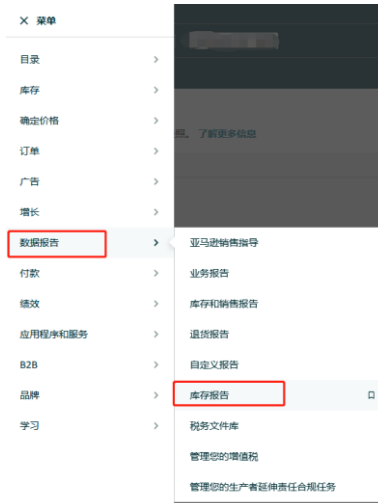 × 菜单
目录
库存
确定价格
订单
广告
增长
数据报告
付款
绩效
应用程序和服务
B2B
品牌
学习
了解更多信息
亚马逊销售指导
业务报告
库存和销售报告
退货报告
自定义报告
库存报告
税务文件库
管理您的增值税
管理您的生产者延伸责任合规任务